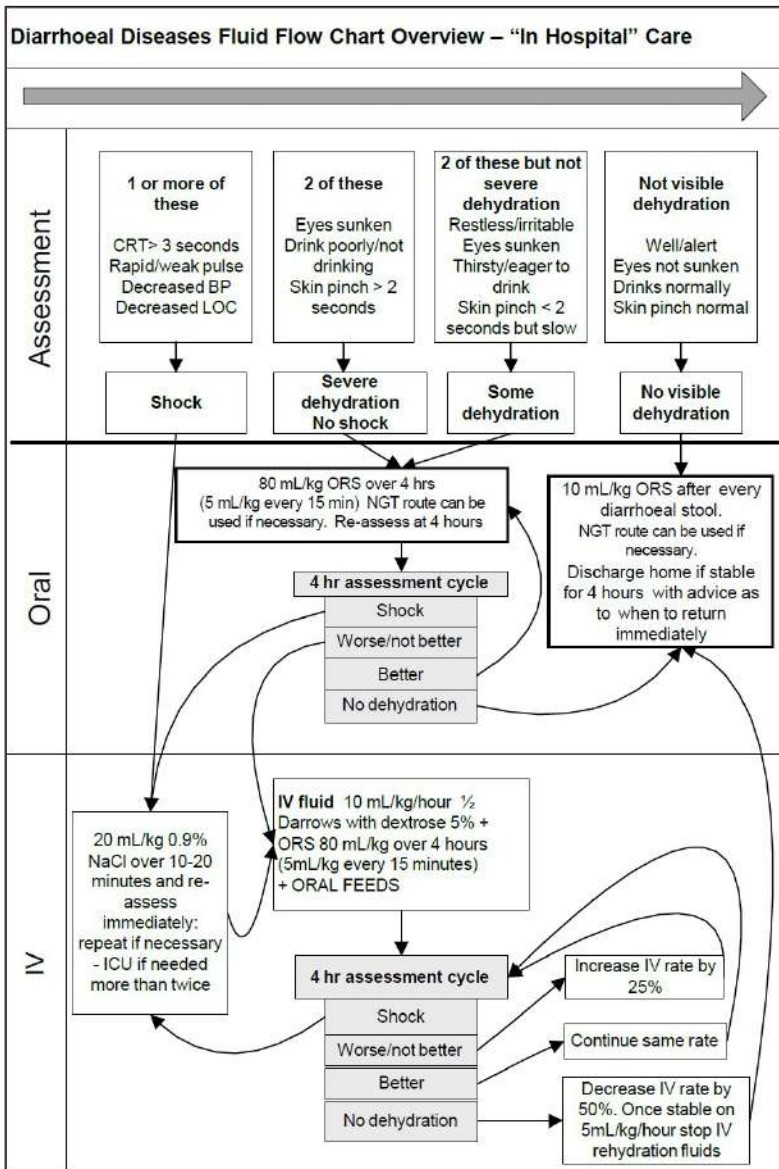 Diarrhoeal Diseases Fluid Flow Chart Overview – “In Hospital” Care
Assessment
1 or more of
these
CRT> 3 seconds
Rapid/weak pulse
Decreased BP
Decreased LOC
2 of these
Eyes sunken
Drink poorly/not
drinking
Skin pinch > 2
seconds
2 of these but not
severe
dehydration
Restless/irritable
Eyes sunken
Thirsty/eager to
drink
Skin pinch < 2
seconds but slow
Not visible
dehydration
Well/alert
Eyes not sunken
Drinks normally
Skin pinch normal
Shock
Severe
dehydration
No shock
Some
dehydration
No visible
dehydration
Oral
80 mL/kg ORS over 4 hrs
(5 mL/kg every 15 min) NGT route can be
used if necessary. Re-assess at 4 hours
4 hr assessment cycle
Shock
Worse/not better
Better
No dehydration
10 mL/kg ORS after every
diarrhoeal stool.
NGT route can be used if
necessary.
Discharge home if stable
for 4 hours with advice as
to when to return
immediately
IV
20 mL/kg 0.9%
NaCl over 10-20
minutes and re-
assess
immediately:
repeat if necessary
- ICU if needed
more than twice
IV fluid 10 mL/kg/hour ½
Darrows with dextrose 5% +
ORS 80 mL/kg over 4 hours
(5mL/kg every 15 minutes)
+ ORAL FEEDS
4 hr assessment cycle
Shock
Worse/not better
Better
No dehydration
Increase IV rate by
25%
Continue same rate
Decrease IV rate by
50%. Once stable on
5mL/kg/hour stop IV
rehydration fluids